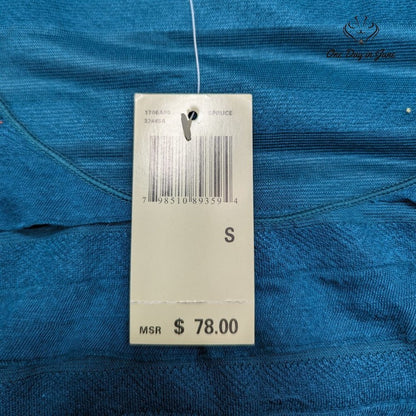 One Day in June
SPRUCE
7 98510 89359 4
S
MSR $ 78.00